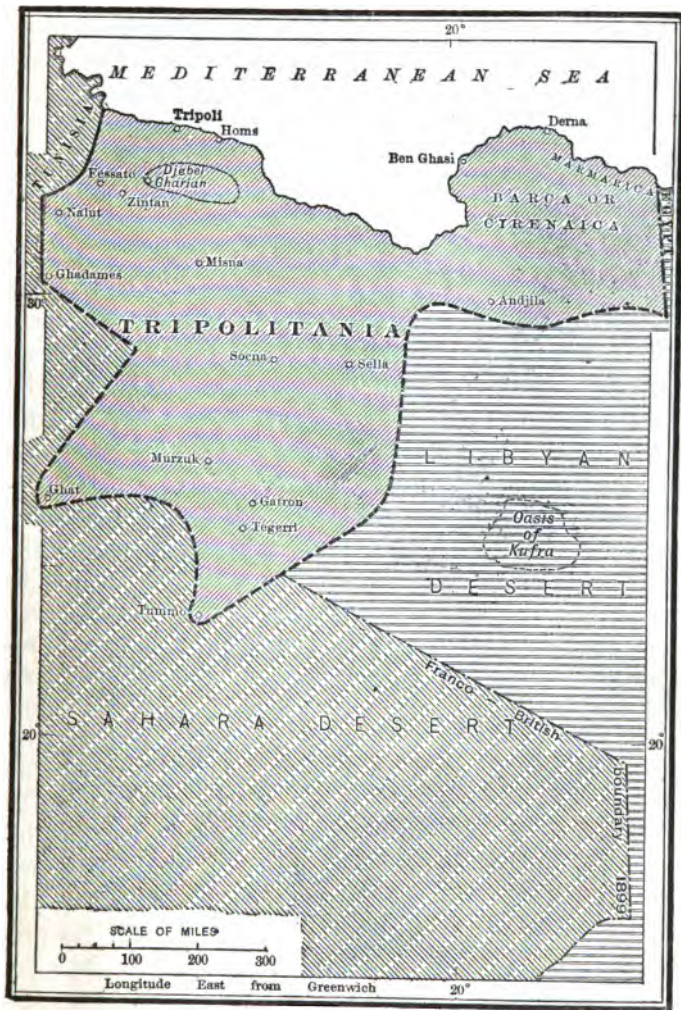 20°
MEDITERRANEAN SEA
TUNISIA
Tripoli
Homs
Derna
Ben Ghasi
MARMARICA
Djebel
Gharian
Fessato
Zintan
Nalut
BARCA OR
CIRENAICA
Misna
Ghadames
30°
Andjila
TRIPOLITANIA
Socna
Sella
Murzuk
LIBYAN
Ghat
Gatron
Tegerri
Oasis
of
Kufra
DESERT
Tummo
Franco - British
boundary 1899
SAHARA DESERT
20°
20°
SCALE OF MILES
0 100 200 300
Longitude East from Greenwich
20°